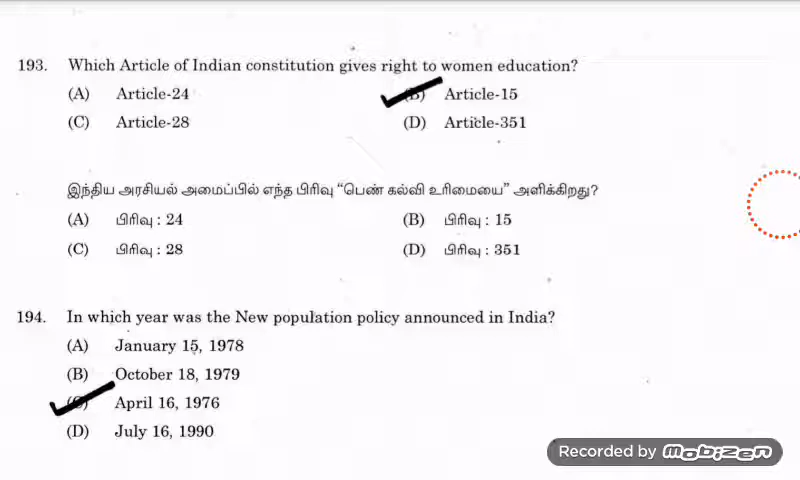 193. Which Article of Indian constitution gives right to women education?
(A) Article-24 (B) Article-15
(C) Article-28 (D) Article-351
இந்திய அரசியல் அமைப்பில் எந்த பிரிவு “பெண் கல்வி உரிமையை” அளிக்கிறது?
(A) பிரிவு : 24 (B) பிரிவு : 15
(C) பிரிவு : 28 (D) பிரிவு : 351
194. In which year was the New population policy announced in India?
(A) January 15, 1978
(B) October 18, 1979
(C) April 16, 1976
(D) July 16, 1990
Recorded by mobizen